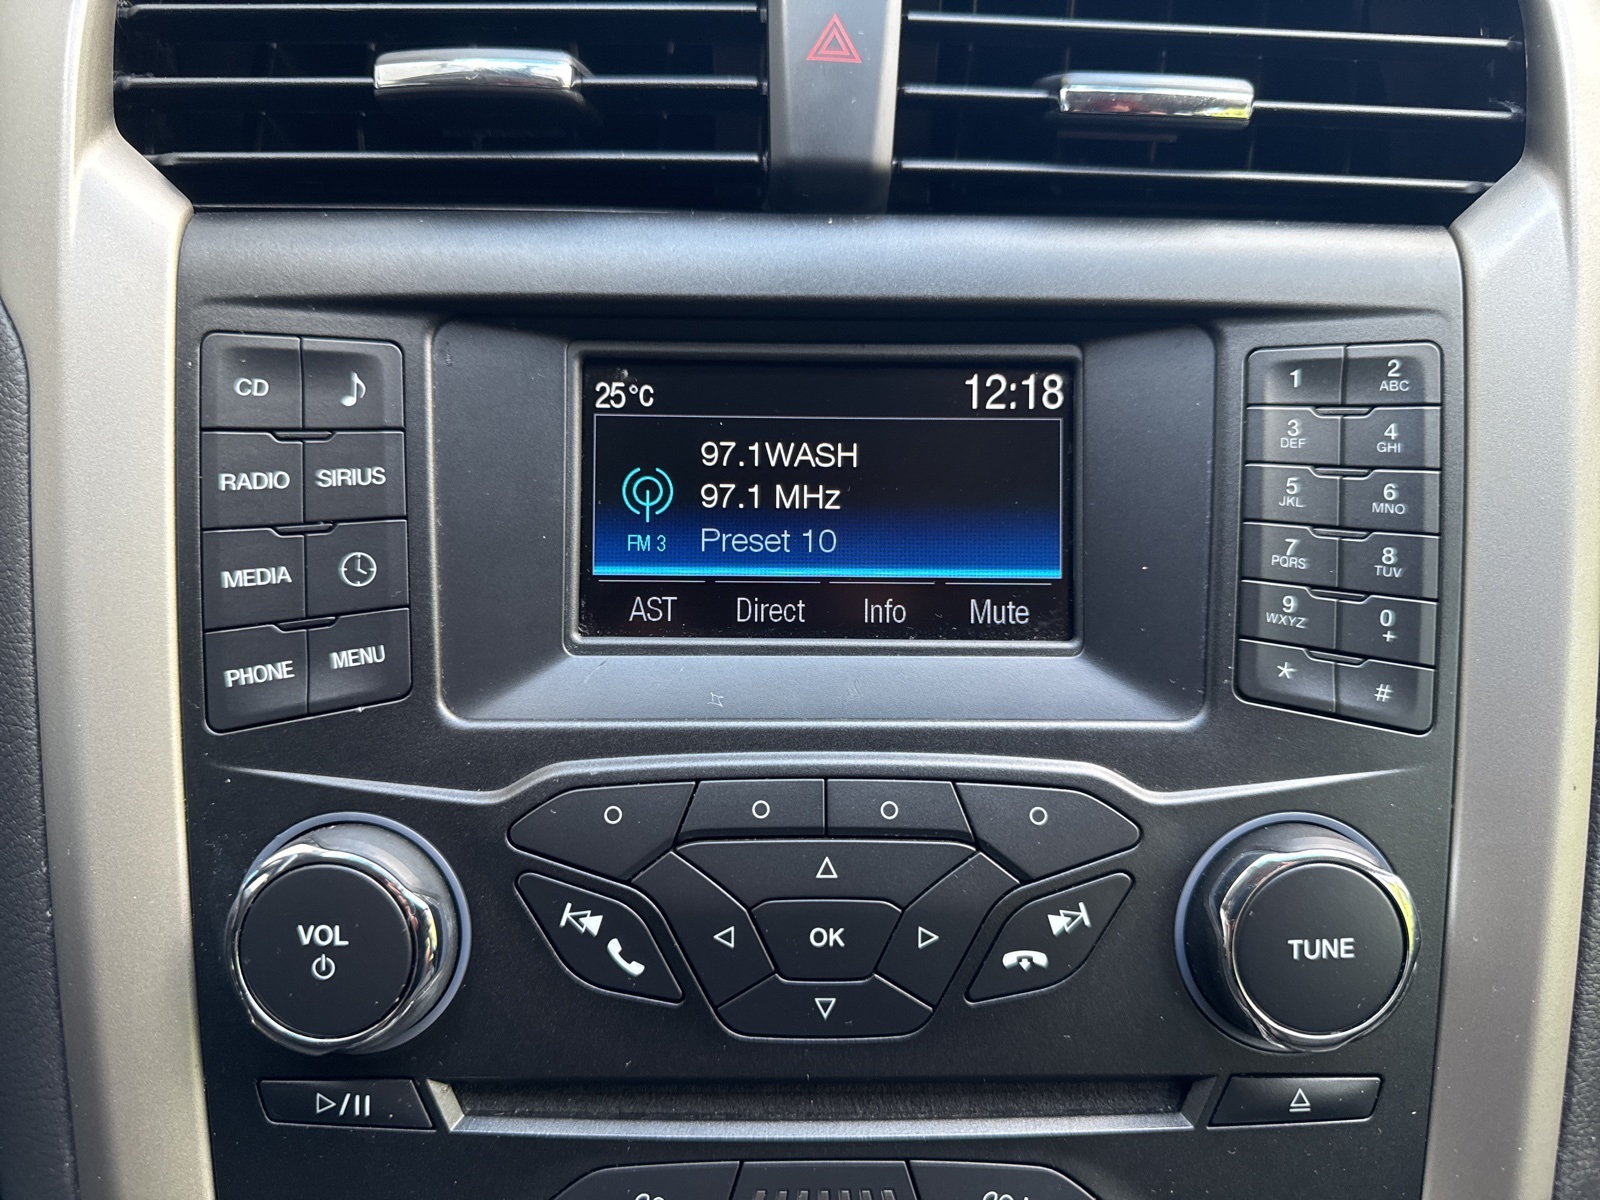 25°C 12:18
97.1WASH
97.1 MHz
FM 3 Preset 10
AST Direct Info Mute
CD
RADIO SIRIUS
MEDIA
PHONE MENU
1 2 ABC
3 DEF 4 GHI
5 JKL 6 MNO
7 PQRS 8 TUV
9 WXYZ 0 +
* #
VOL
OK
TUNE